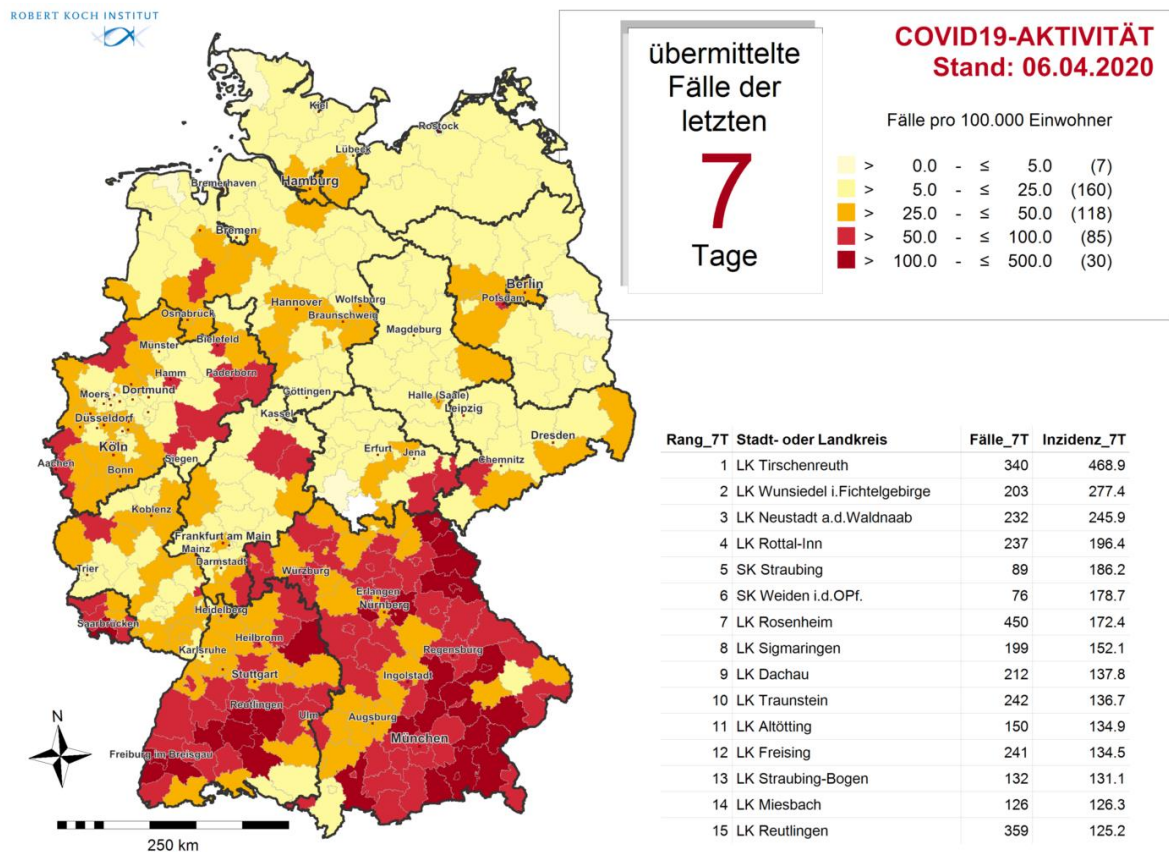 ROBERT KOCH INSTITUT
übermittelte
Fälle der
letzten
7
Tage
COVID19-AKTIVITÄT
Stand: 06.04.2020
Fälle pro 100.000 Einwohner
> 0.0 - ≤ 5.0 (7)
> 5.0 - ≤ 25.0 (160)
> 25.0 - ≤ 50.0 (118)
> 50.0 - ≤ 100.0 (85)
> 100.0 - ≤ 500.0 (30)
Kiel
Rostock
Lübeck
Bremerhaven
Hamburg
Bremen
Berlin
Potsdam
Hannover
Wolfsburg
Osnabrück
Braunschweig
Magdeburg
Bielefeld
Münster
Hamm
Paderborn
Moers
Dortmund
Göttingen
Halle (Saale)
Leipzig
Düsseldorf
Kassel
Dresden
Köln
Erfurt
Jena
Aachen
Siegen
Chemnitz
Bonn
Koblenz
Frankfurt am Main
Mainz
Trier
Darmstadt
Würzburg
Erlangen
Nürnberg
Heidelberg
Saarbrücken
Heilbronn
Karlsruhe
Regensburg
Stuttgart
Ingolstadt
Reutlingen
Ulm
Augsburg
München
Freiburg im Breisgau
N
250 km
Rang_7T Stadt- oder Landkreis Fälle_7T Inzidenz_7T
1 LK Tirschenreuth 340 468.9
2 LK Wunsiedel i.Fichtelgebirge 203 277.4
3 LK Neustadt a.d.Waldnaab 232 245.9
4 LK Rottal-Inn 237 196.4
5 SK Straubing 89 186.2
6 SK Weiden i.d.OPf. 76 178.7
7 LK Rosenheim 450 172.4
8 LK Sigmaringen 199 152.1
9 LK Dachau 212 137.8
10 LK Traunstein 242 136.7
11 LK Altötting 150 134.9
12 LK Freising 241 134.5
13 LK Straubing-Bogen 132 131.1
14 LK Miesbach 126 126.3
15 LK Reutlingen 359 125.2